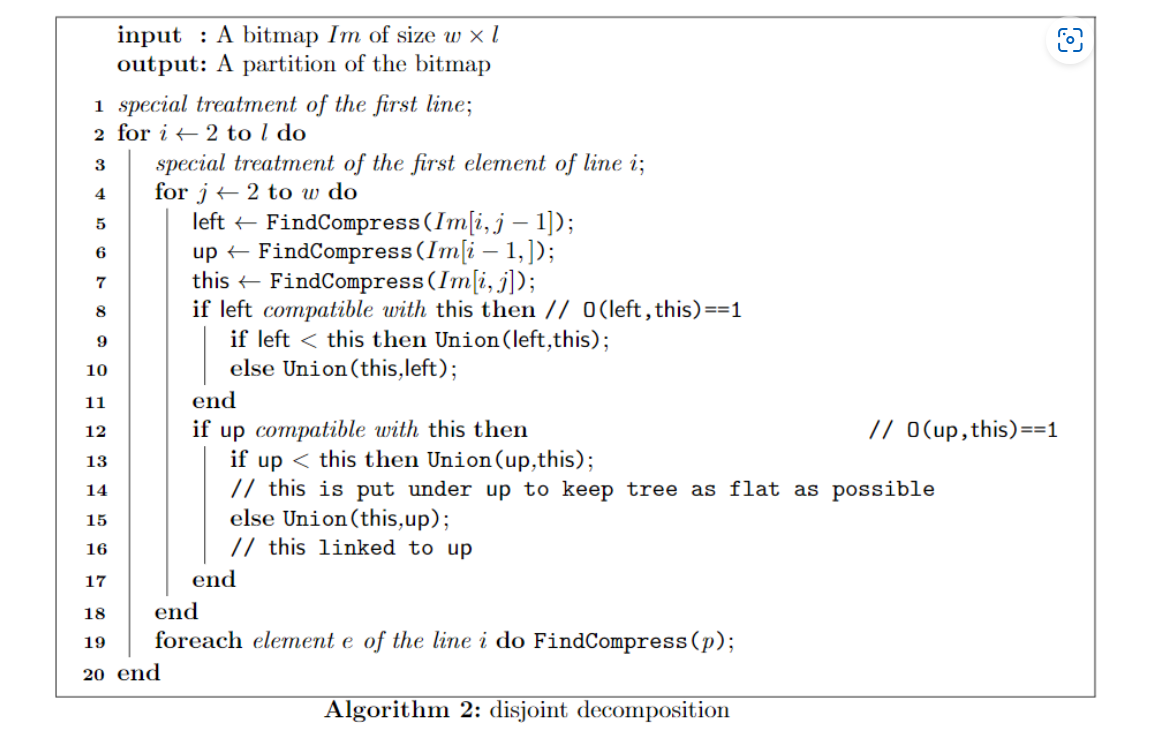 input : A bitmap Im of size w × l
output: A partition of the bitmap
1 special treatment of the first line;
2 for i ← 2 to l do
3 special treatment of the first element of line i;
4 for j ← 2 to w do
5 left ← FindCompress(Im[i, j − 1]);
6 up ← FindCompress(Im[i − 1,]);
7 this ← FindCompress(Im[i, j]);
8 if left compatible with this then // O(left,this)==1
9 if left < this then Union(left,this);
10 else Union(this,left);
11 end
12 if up compatible with this then // O(up,this)==1
13 if up < this then Union(up,this);
14 // this is put under up to keep tree as flat as possible
15 else Union(this,up);
16 // this linked to up
17 end
18 end
19 foreach element e of the line i do FindCompress(p);
20 end
Algorithm 2: disjoint decomposition